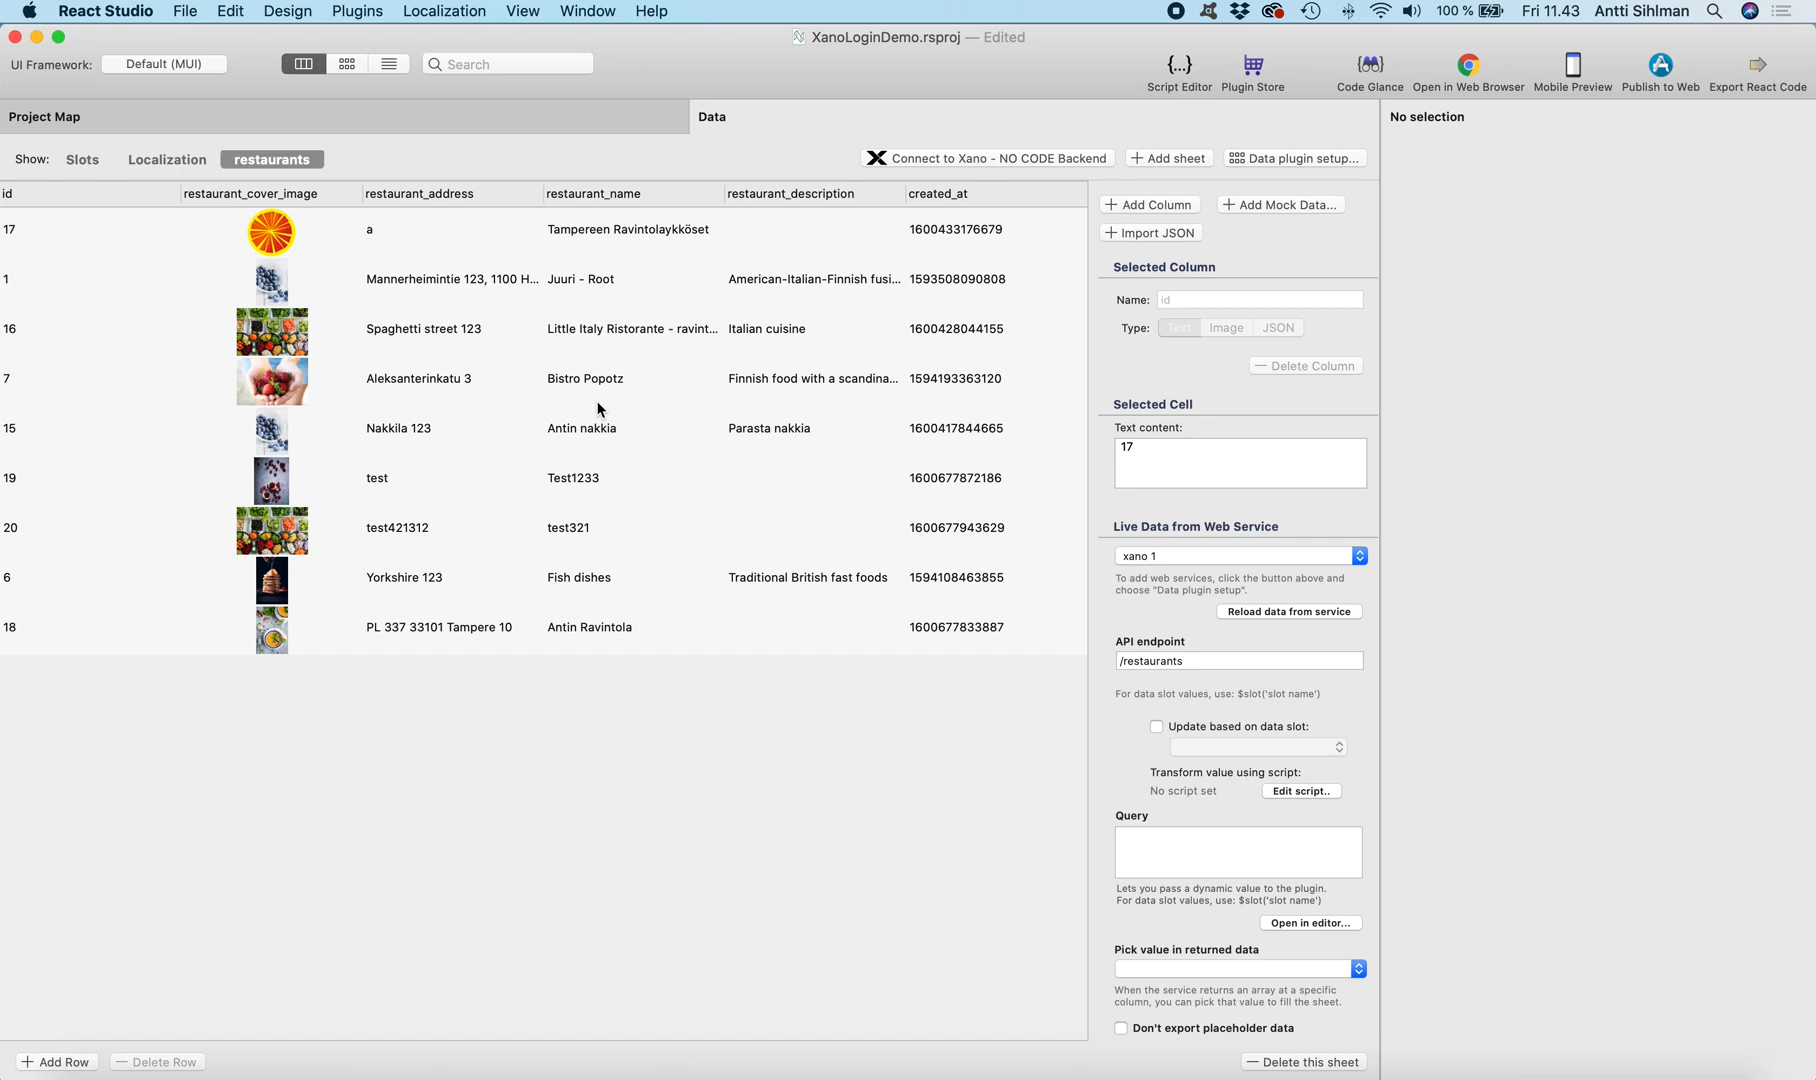 React Studio File Edit Design Plugins Localization View Window Help 100 % Fri 11.43 Antti Sihlman
XanoLoginDemo.rsproj — Edited
UI Framework: Default (MUI) Search
{...}
Script Editor Plugin Store Code Glance Open in Web Browser Mobile Preview Publish to Web Export React Code
Project Map Data No selection
Show: Slots Localization restaurants Connect to Xano - NO CODE Backend + Add sheet Data plugin setup...
id restaurant_cover_image restaurant_address restaurant_name restaurant_description created_at
17 a Tampereen Ravintolaykköset 1600433176679
1 Mannerheimintie 123, 1100 H... Juuri - Root American-Italian-Finnish fusi... 1593508090808
16 Spaghetti street 123 Little Italy Ristorante - ravint... Italian cuisine 1600428044155
7 Aleksanterinkatu 3 Bistro Popotz Finnish food with a scandina... 1594193363120
15 Nakkila 123 Antin nakkia Parasta nakkia 1600417844665
19 test Test1233 1600677872186
20 test421312 test321 1600677943629
6 Yorkshire 123 Fish dishes Traditional British fast foods 1594108463855
18 PL 337 33101 Tampere 10 Antin Ravintola 1600677833887
+ Add Column + Add Mock Data...
+ Import JSON
Selected Column
Name: id
Type: Text Image JSON
— Delete Column
Selected Cell
Text content:
17
Live Data from Web Service
xano 1
To add web services, click the button above and
choose "Data plugin setup".
Reload data from service
API endpoint
/restaurants
For data slot values, use: $slot('slot name')
Update based on data slot:
Transform value using script:
No script set Edit script..
Query
Lets you pass a dynamic value to the plugin.
For data slot values, use: $slot('slot name')
Open in editor...
Pick value in returned data
When the service returns an array at a specific
column, you can pick that value to fill the sheet.
Don't export placeholder data
+ Add Row — Delete Row — Delete this sheet